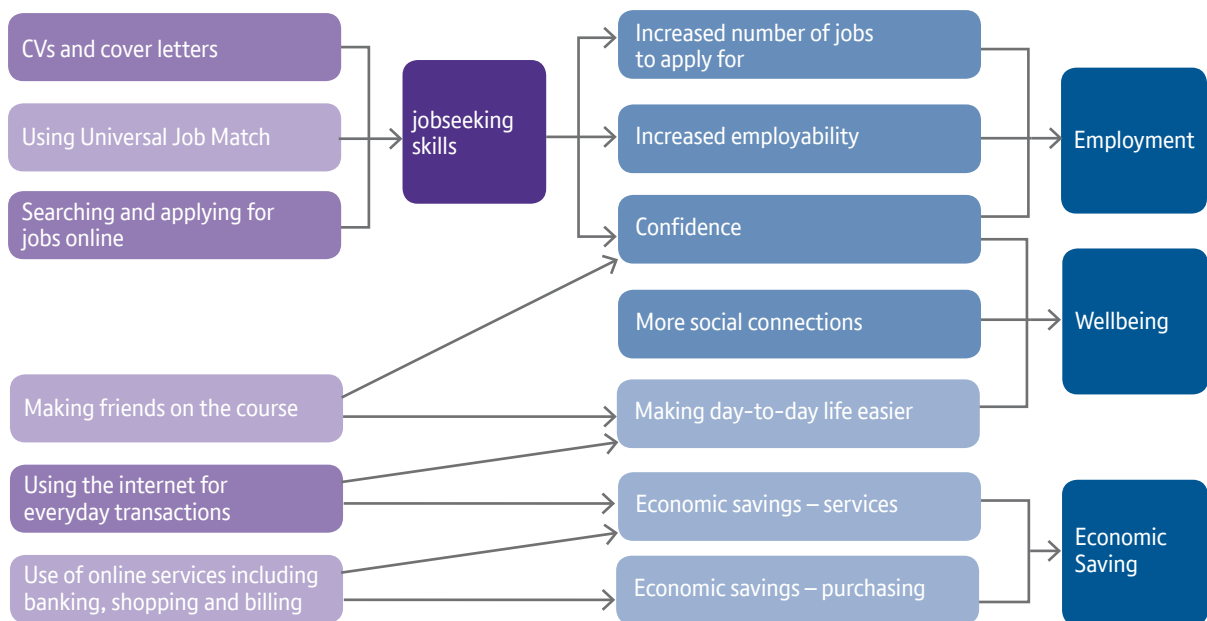 CVs and cover letters
Using Universal Job Match
Searching and applying for
jobs online
Making friends on the course
Using the internet for
everyday transactions
Use of online services including
banking, shopping and billing
jobseeking
skills
Increased number of jobs
to apply for
Increased employability
Confidence
More social connections
Making day-to-day life easier
Economic savings – services
Economic savings – purchasing
Employment
Wellbeing
Economic
Saving